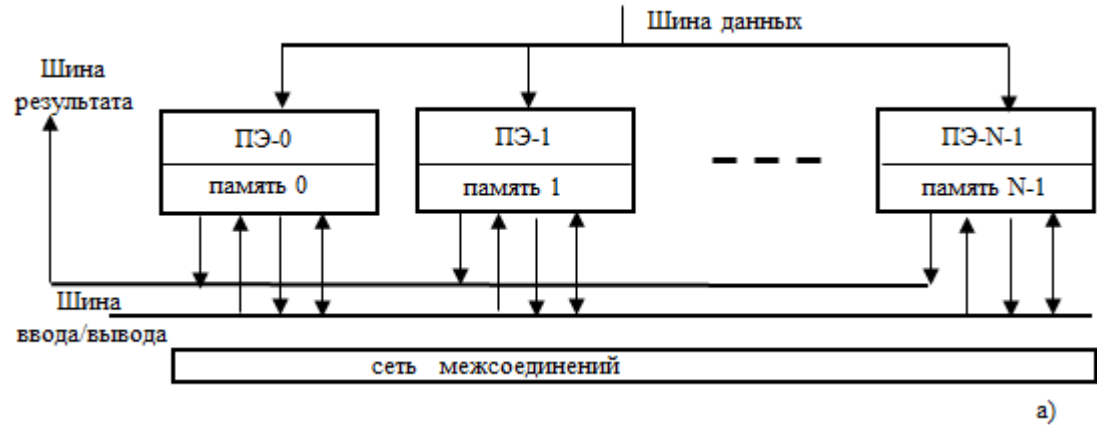 Шина данных
Шина
результата
ПЭ-0
ПЭ-1
ПЭ-N-1
память 0
память 1
память N-1
Шина
ввода/вывода
сеть межсоединений
а)